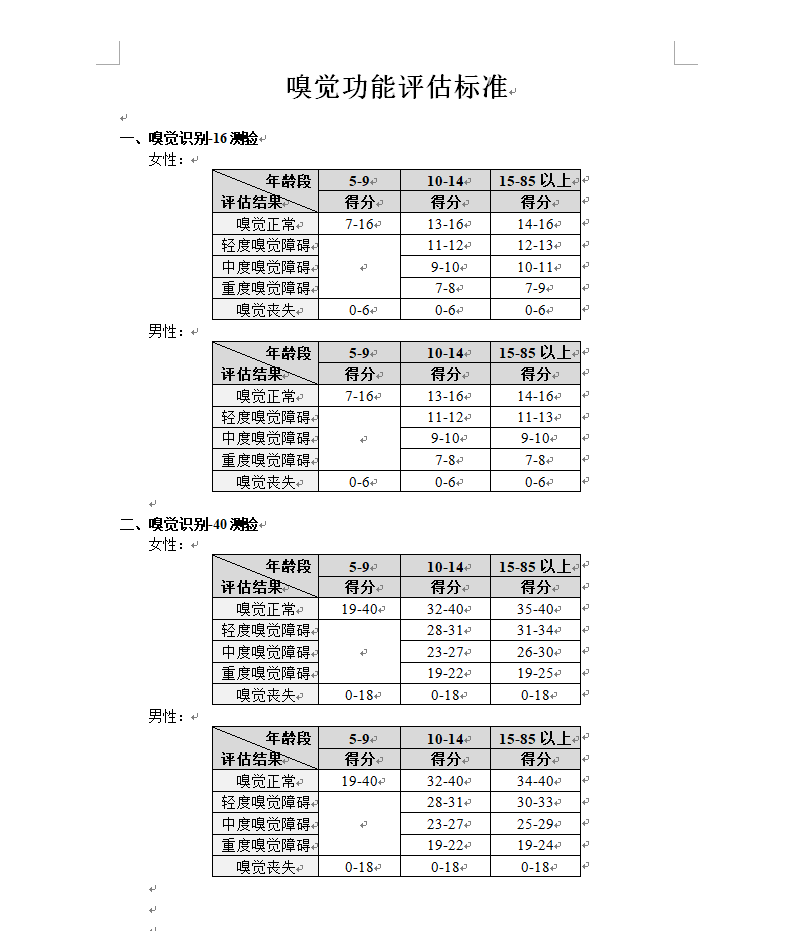 嗅觉功能评估标准
一、嗅觉识别-16测验
女性：
年龄段 5-9 10-14 15-85以上
评估结果 得分 得分 得分
嗅觉正常 7-16 13-16 14-16
轻度嗅觉障碍 11-12 12-13
中度嗅觉障碍 9-10 10-11
重度嗅觉障碍 7-8 7-9
嗅觉丧失 0-6 0-6 0-6
男性：
年龄段 5-9 10-14 15-85以上
评估结果 得分 得分 得分
嗅觉正常 7-16 13-16 14-16
轻度嗅觉障碍 11-12 11-13
中度嗅觉障碍 9-10 9-10
重度嗅觉障碍 7-8 7-8
嗅觉丧失 0-6 0-6 0-6
二、嗅觉识别-40测验
女性：
年龄段 5-9 10-14 15-85以上
评估结果 得分 得分 得分
嗅觉正常 19-40 32-40 35-40
轻度嗅觉障碍 28-31 31-34
中度嗅觉障碍 23-27 26-30
重度嗅觉障碍 19-22 19-25
嗅觉丧失 0-18 0-18 0-18
男性：
年龄段 5-9 10-14 15-85以上
评估结果 得分 得分 得分
嗅觉正常 19-40 32-40 34-40
轻度嗅觉障碍 28-31 30-33
中度嗅觉障碍 23-27 25-29
重度嗅觉障碍 19-22 19-24
嗅觉丧失 0-18 0-18 0-18